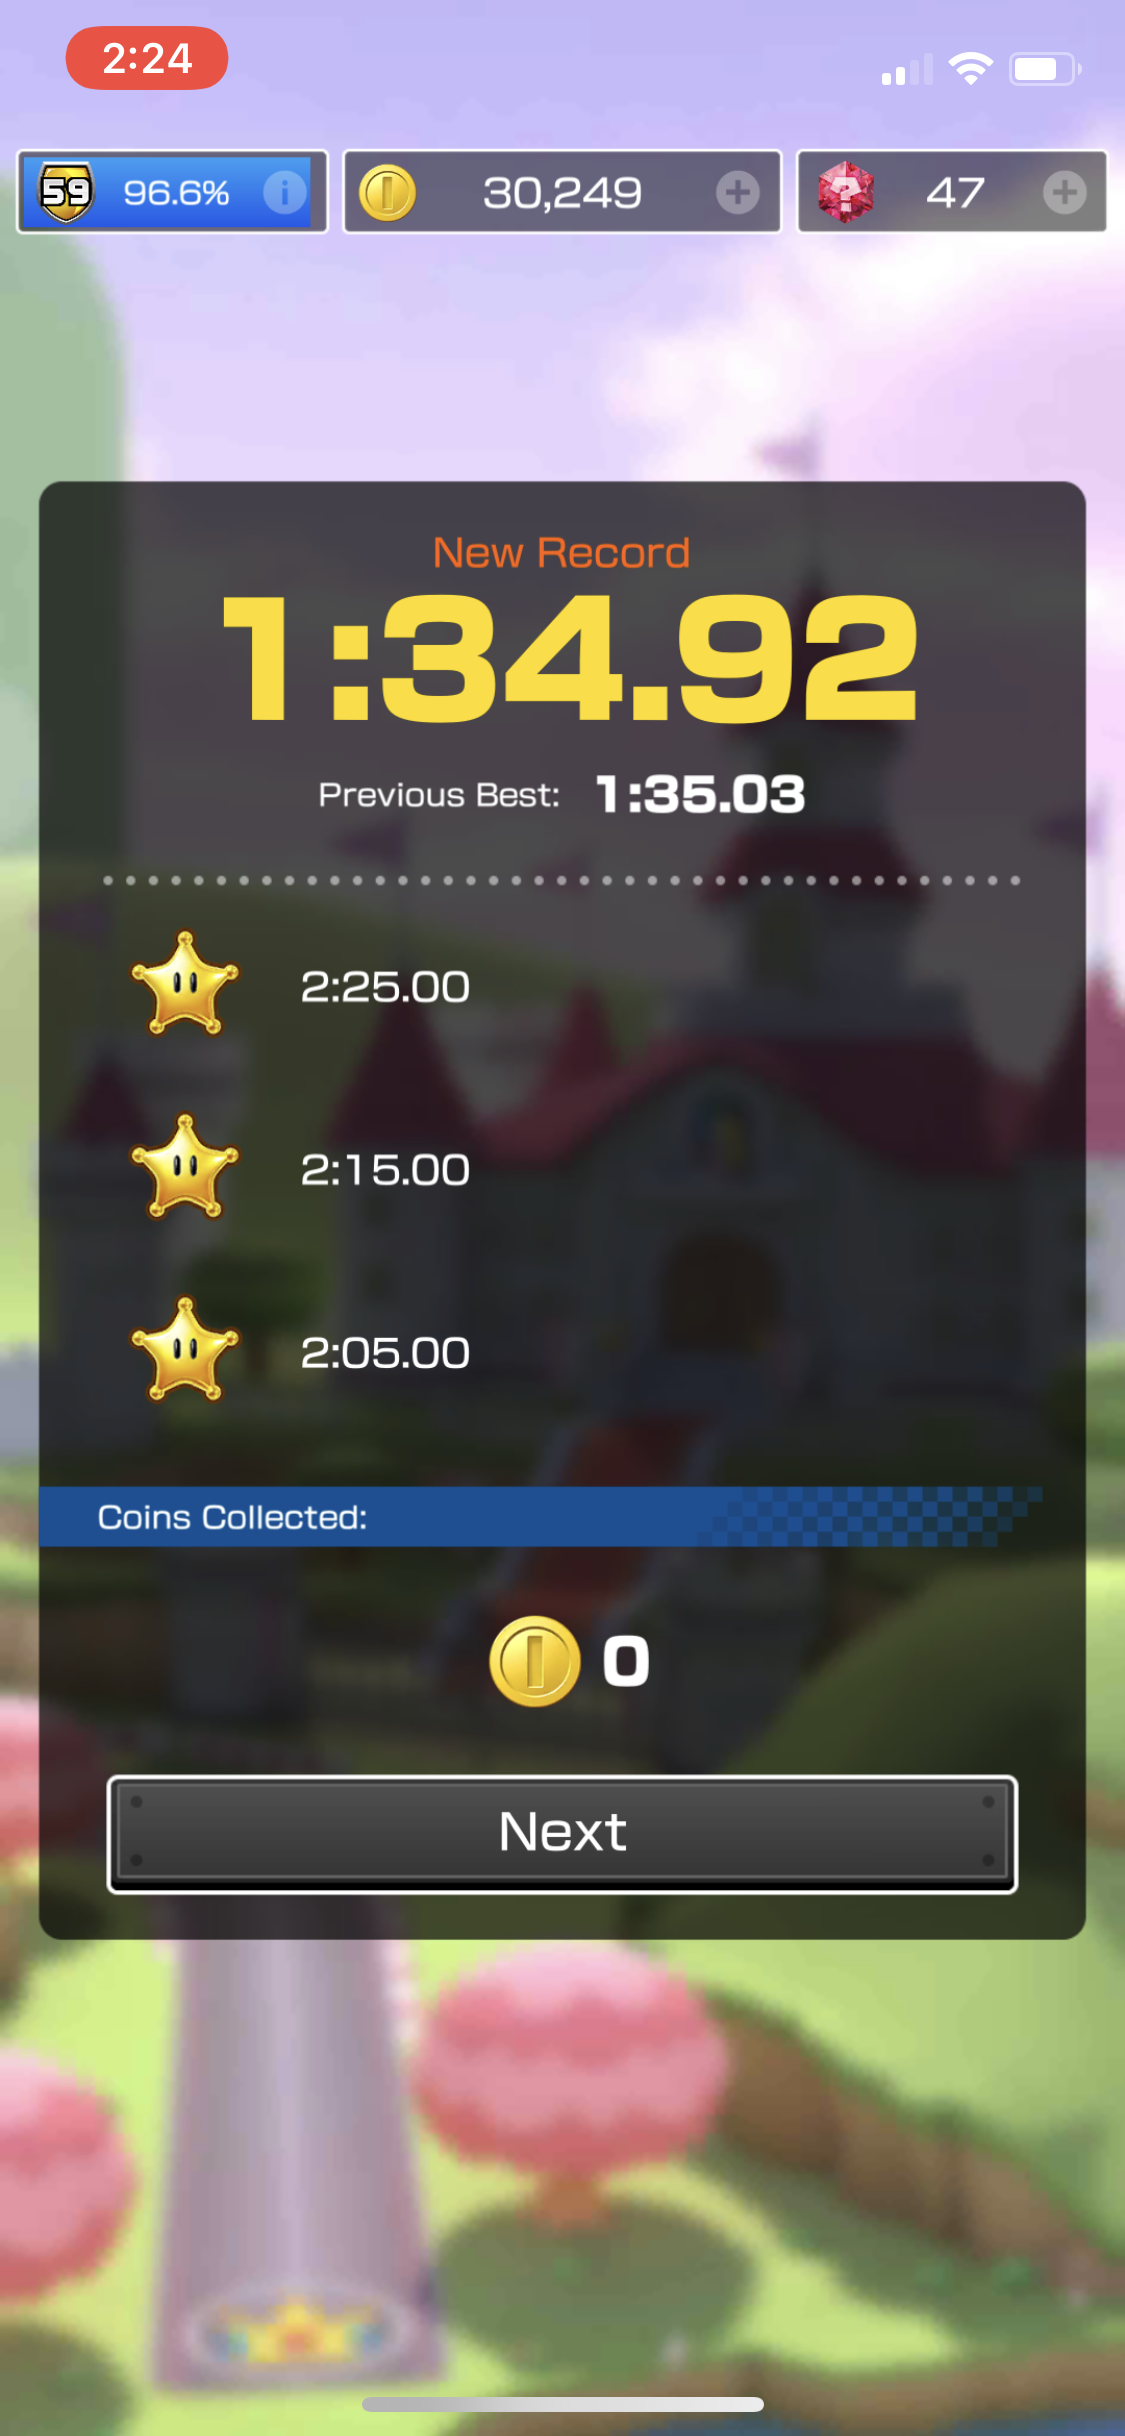 2:24
59 96.6% i 30,249 + 47 +
New Record
1:34.92
Previous Best: 1:35.03
2:25.00
2:15.00
2:05.00
Coins Collected:
0
Next